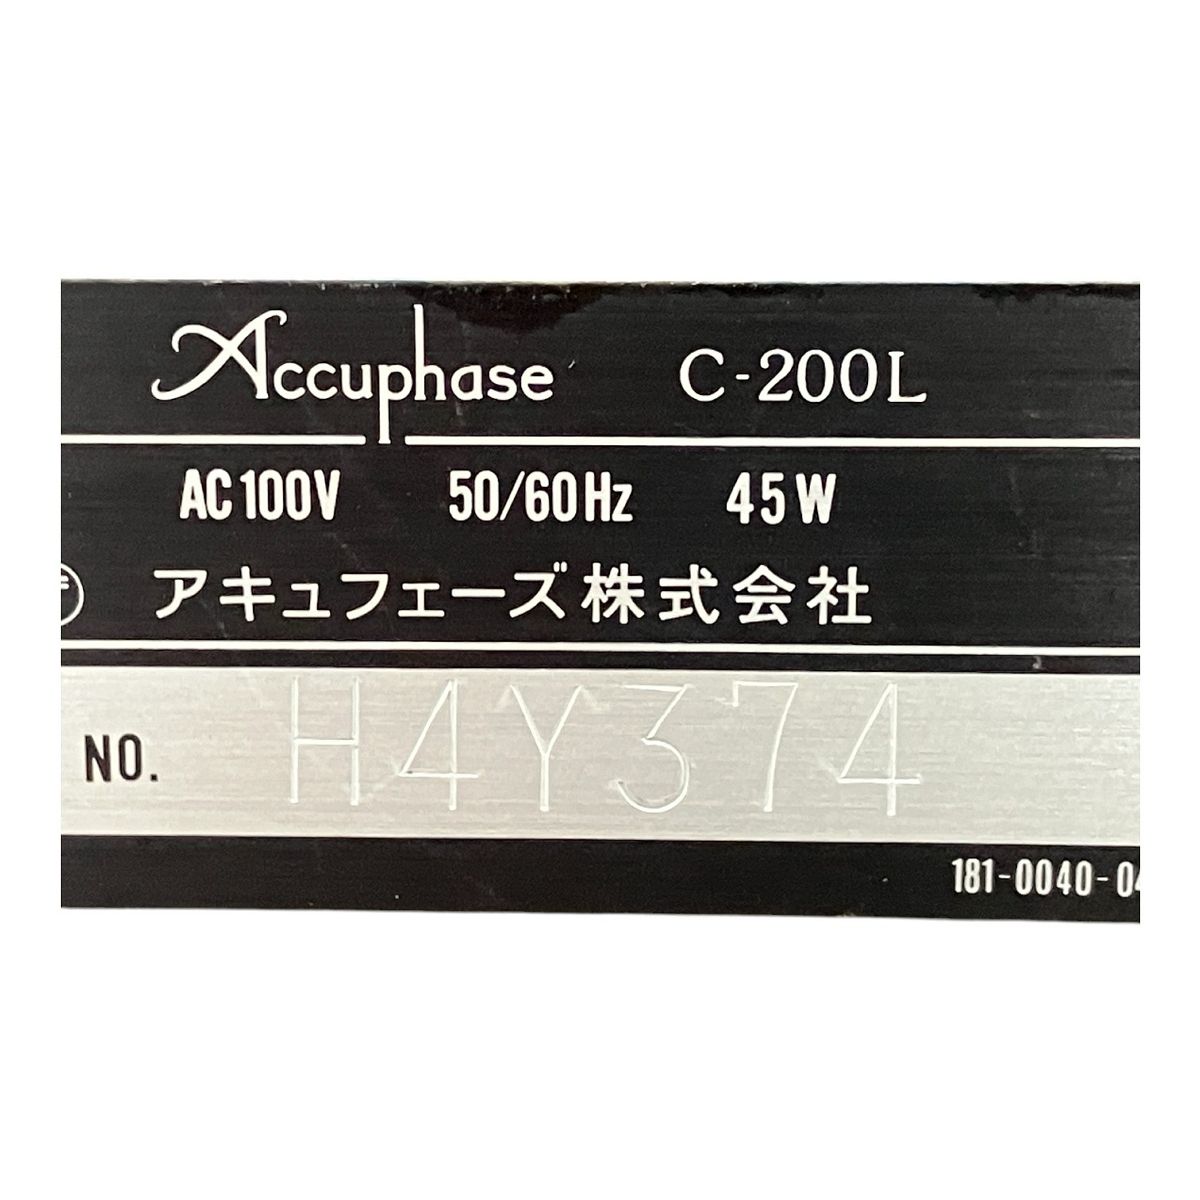 Accuphase C-200L
AC100V 50/60Hz 45W
アキュフェーズ株式会社
NO. H4Y374
181-0040-04